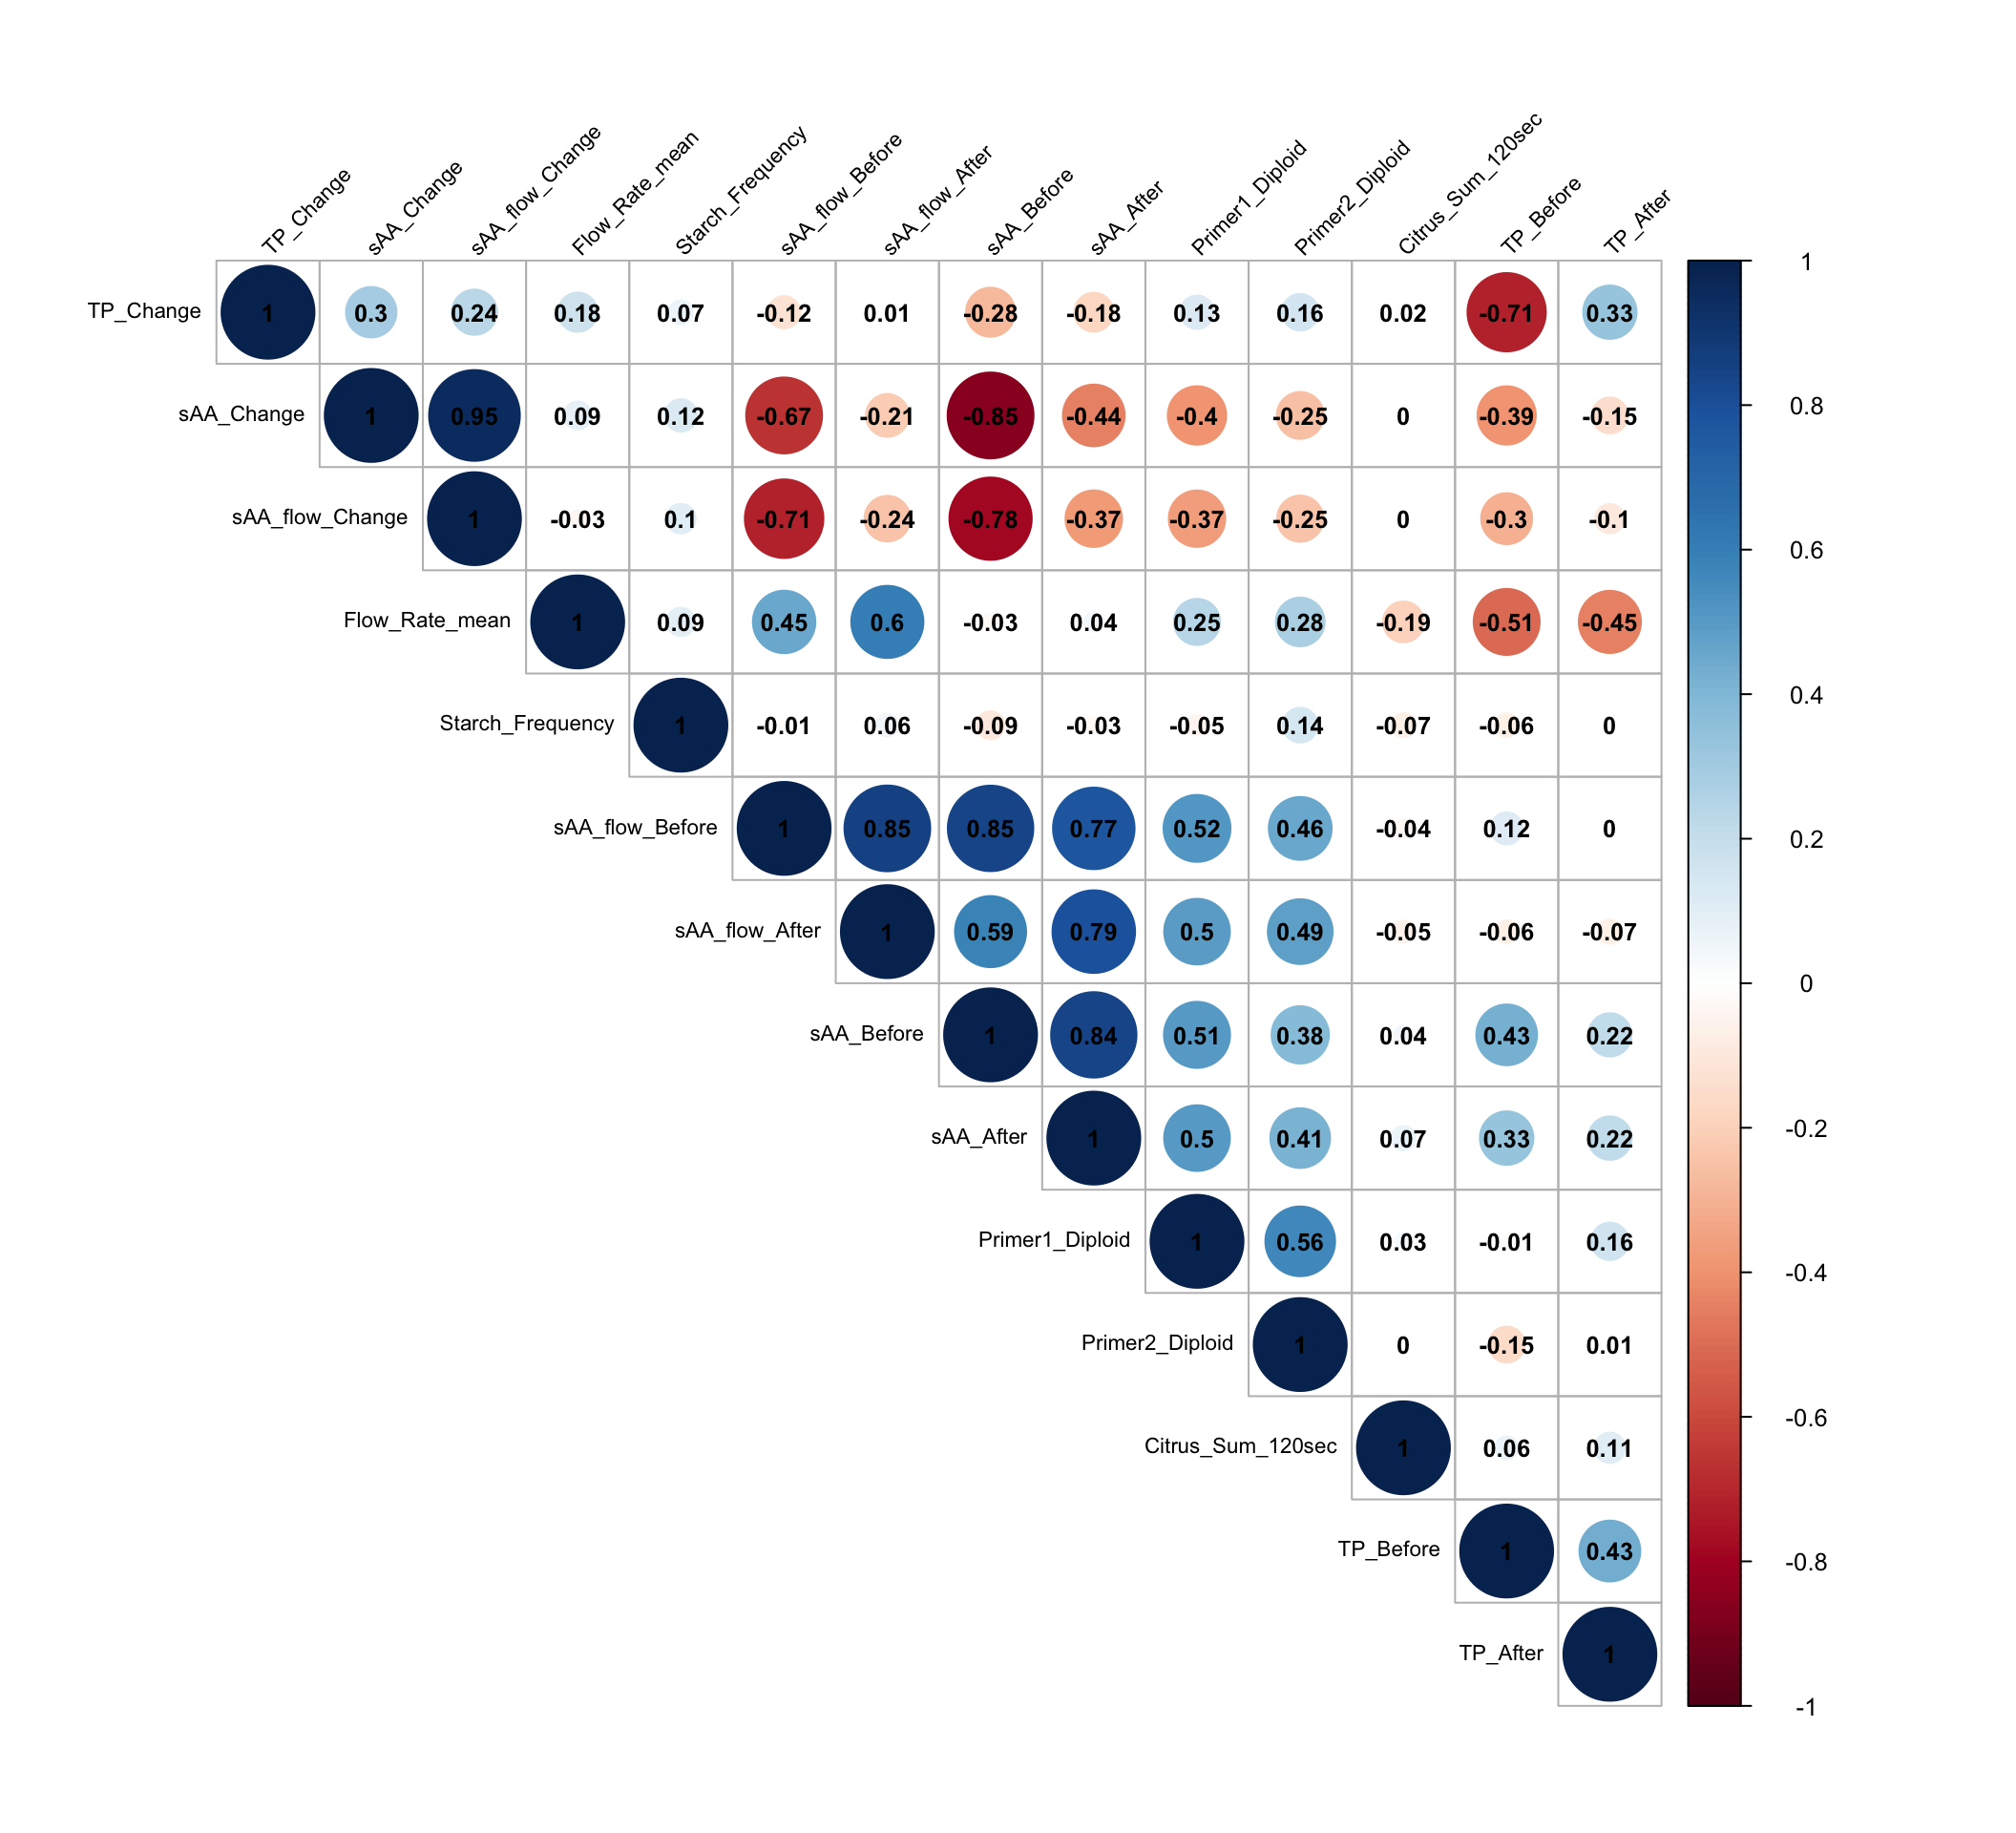 TP_Change sAA_Change sAA_flow_Change Flow_Rate_mean Starch_Frequency sAA_flow_Before sAA_flow_After sAA_Before sAA_After Primer1_Diploid Primer2_Diploid Citrus_Sum_120sec TP_Before TP_After
TP_Change 1 0.3 0.24 0.18 0.07 -0.12 0.01 -0.28 -0.18 0.13 0.16 0.02 -0.71 0.33
sAA_Change 1 0.95 0.09 0.12 -0.67 -0.21 -0.85 -0.44 -0.4 -0.25 0 -0.39 -0.15
sAA_flow_Change 1 -0.03 0.1 -0.71 -0.24 -0.78 -0.37 -0.37 -0.25 0 -0.3 -0.1
Flow_Rate_mean 1 0.09 0.45 0.6 -0.03 0.04 0.25 0.28 -0.19 -0.51 -0.45
Starch_Frequency 1 -0.01 0.06 -0.09 -0.03 -0.05 0.14 -0.07 -0.06 0
sAA_flow_Before 1 0.85 0.85 0.77 0.52 0.46 -0.04 0.12 0
sAA_flow_After 1 0.59 0.79 0.5 0.49 -0.05 -0.06 -0.07
sAA_Before 1 0.84 0.51 0.38 0.04 0.43 0.22
sAA_After 1 0.5 0.41 0.07 0.33 0.22
Primer1_Diploid 1 0.56 0.03 -0.01 0.16
Primer2_Diploid 1 0 -0.15 0.01
Citrus_Sum_120sec 1 0.06 0.11
TP_Before 1 0.43
TP_After 1
1
0.8
0.6
0.4
0.2
0
-0.2
-0.4
-0.6
-0.8
-1